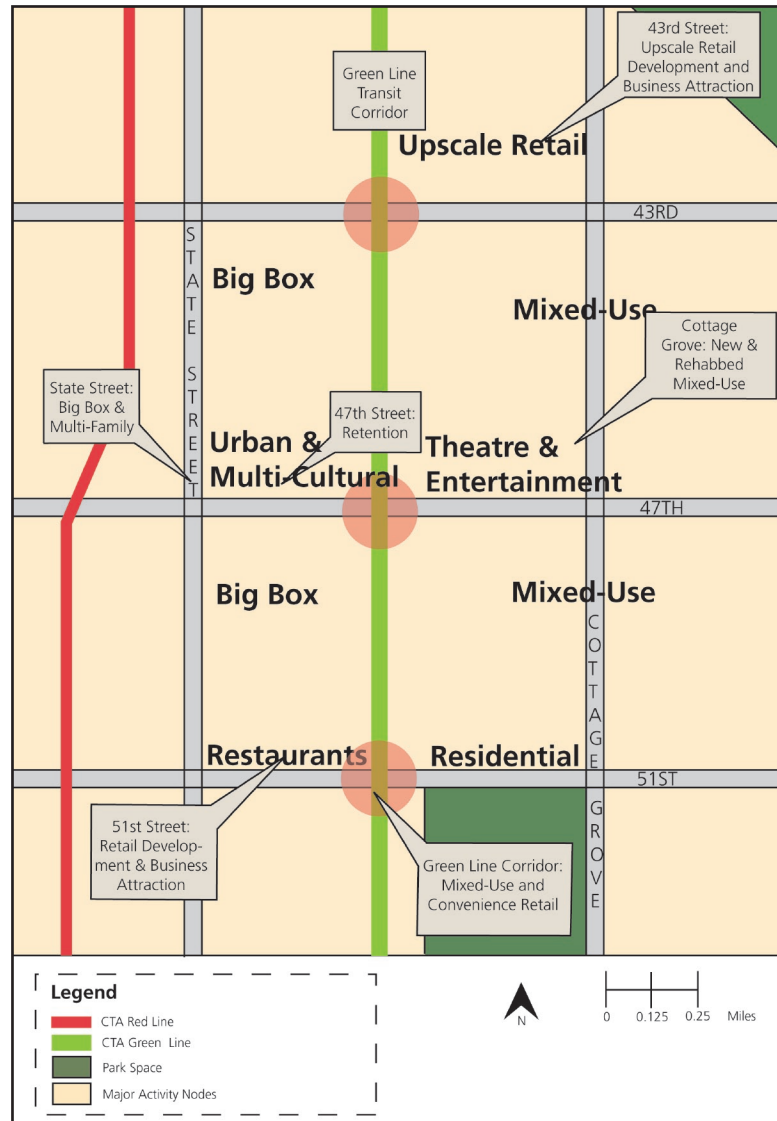 43rd Street:
Upscale Retail
Development and
Business Attraction
Green Line
Transit
Corridor
Upscale Retail
43RD
STATE STREET
Big Box
Mixed-Use
Cottage
Grove: New &
Rehabbed
Mixed-Use
State Street:
Big Box &
Multi-Family
47th Street:
Retention
Urban &
Multi-Cultural
Theatre &
Entertainment
47TH
Big Box
Mixed-Use
COTTAGE GROVE
Restaurants
Residential
51ST
51st Street:
Retail Develop-
ment & Business
Attraction
Green Line Corridor:
Mixed-Use and
Convenience Retail
Legend
CTA Red Line
CTA Green Line
Park Space
Major Activity Nodes
N
0 0.125 0.25 Miles